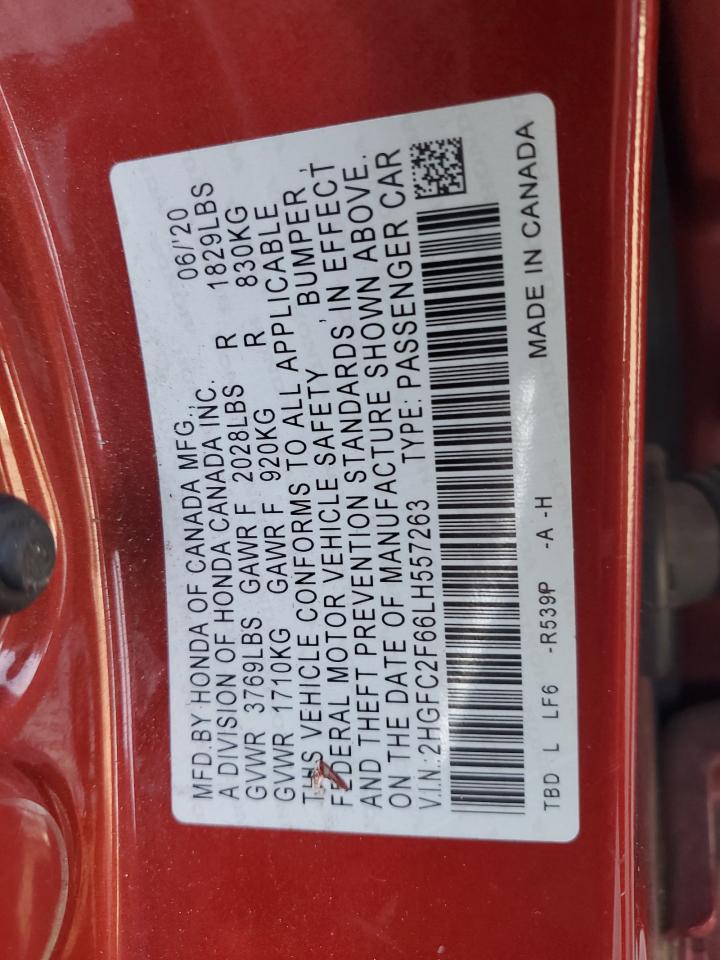 MFD.BY HONDA OF CANADA MFG., 06/'20
A DIVISION OF HONDA CANADA INC.
GVWR 3769LBS GAWR F 2028LBS R 1829LBS
GVWR 1710KG GAWR F 920KG R 830KG
THIS VEHICLE CONFORMS TO ALL APPLICABLE
FEDERAL MOTOR VEHICLE SAFETY, BUMPER,
AND THEFT PREVENTION STANDARDS IN EFFECT
ON THE DATE OF MANUFACTURE SHOWN ABOVE.
V.I.N.:2HGFC2F66LH557263 TYPE: PASSENGER CAR
TBD L LF6 -R539P -A -H MADE IN CANADA